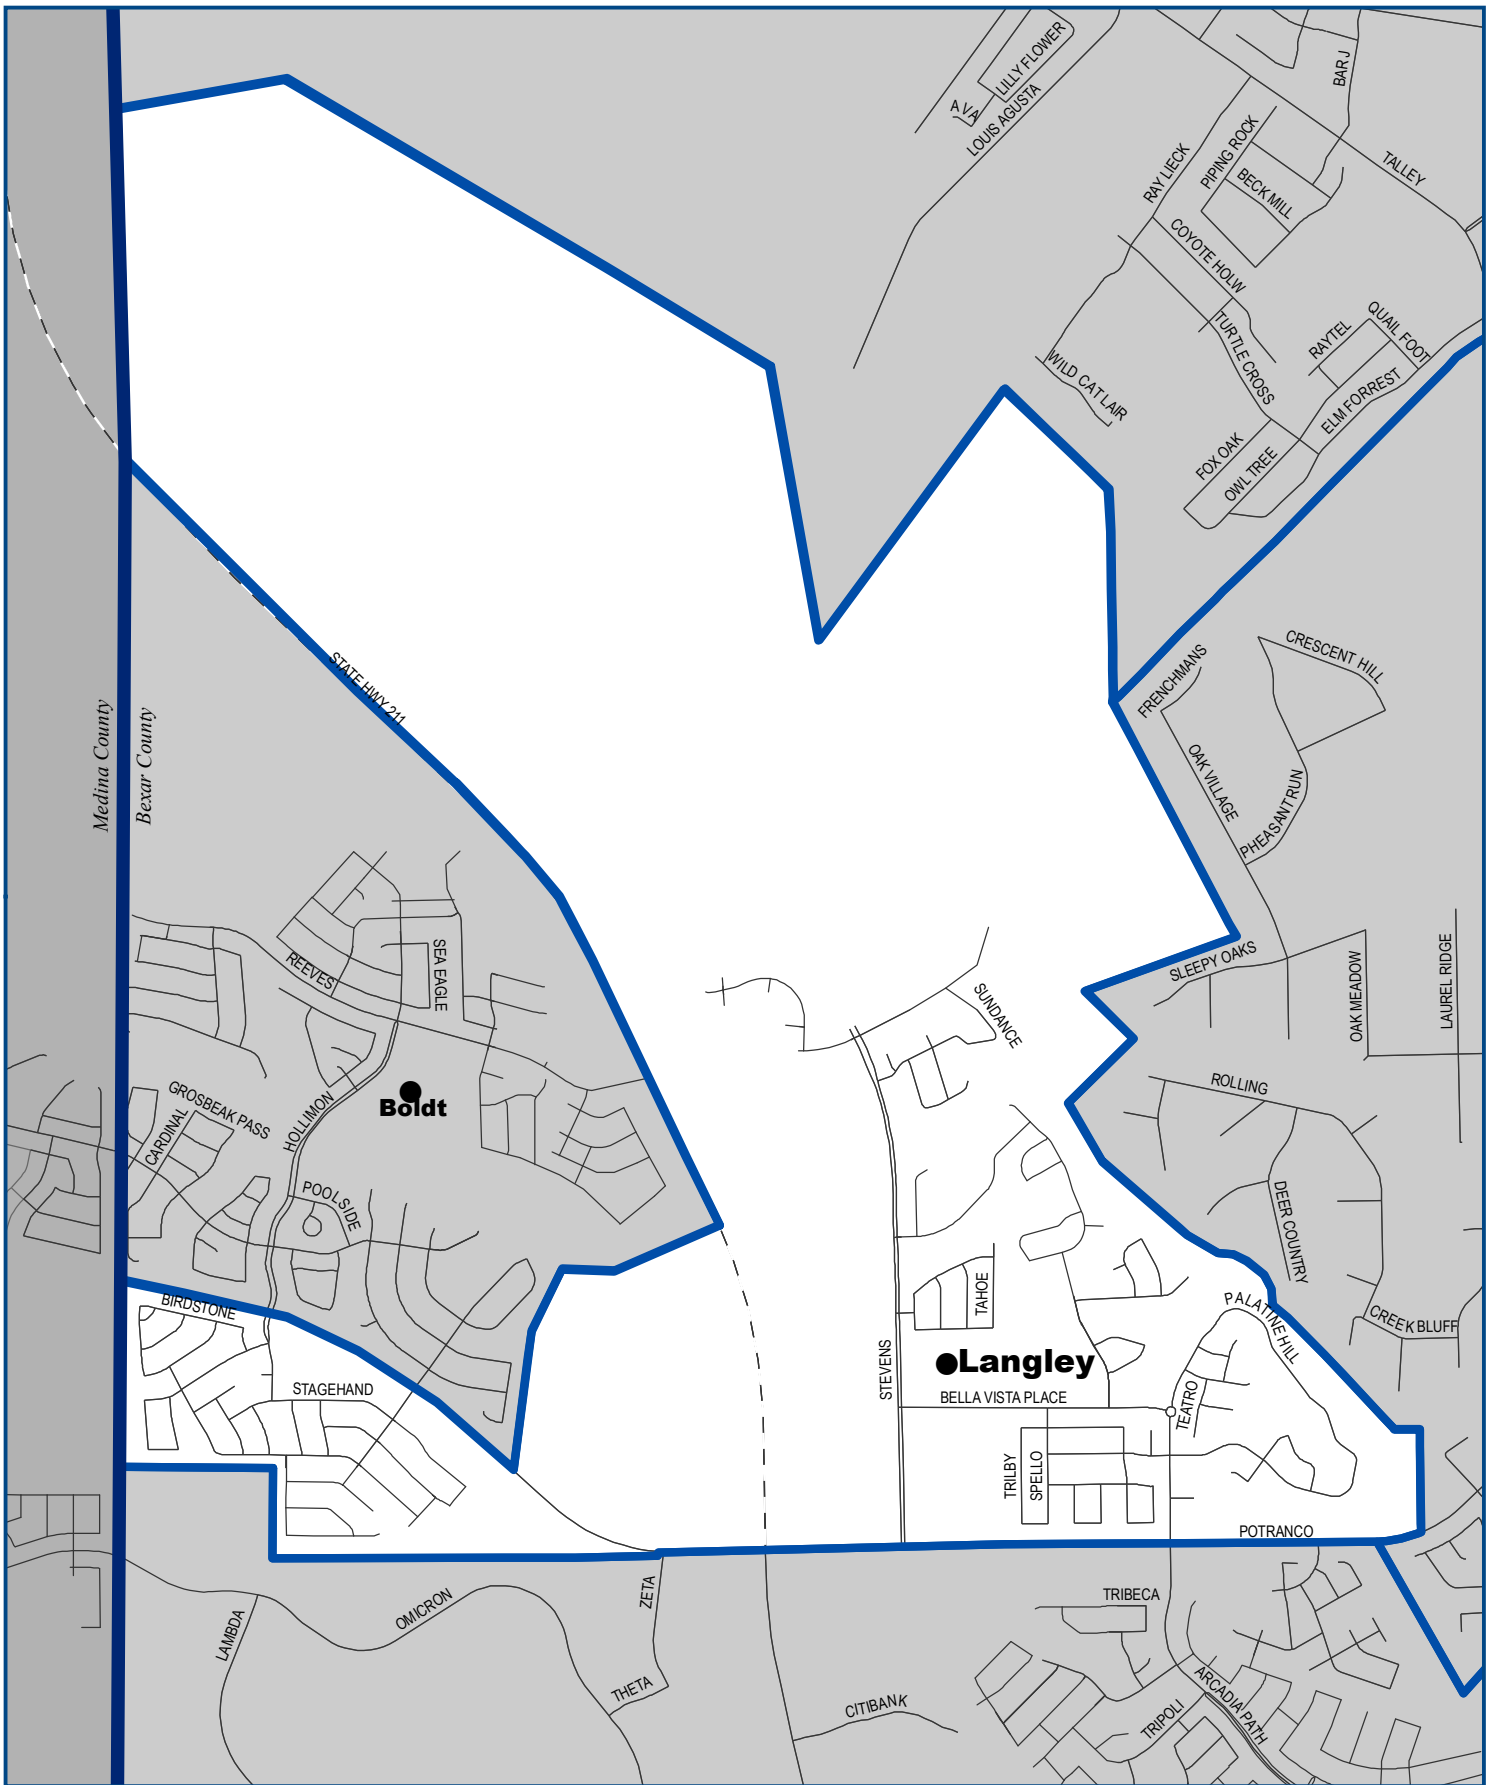 LILLY FLOWER
AVA
LOUIS AGUSTA
BAR J
PIPING ROCK
RAY LIECK
BECK MILL
TALLEY
COYOTE HOLW
TURTLE CROSS
RAYTEL
QUAIL FOOT
WILD CAT LAIR
ELM FORREST
FOX OAK
OWL TREE
STATE HWY 211
FRENCHMANS
CRESCENT HILL
Medina County
Bexar County
OAK VILLAGE
PHEASANT RUN
REEVES
SEA EAGLE
SLEEPY OAKS
OAK MEADOW
LAUREL RIDGE
SUNDANCE
GROSBEAK PASS
CARDINAL
HOLLIMON
Boldt
ROLLING
POOLSIDE
DEER COUNTRY
TAHOE
BIRDSTONE
PALATINE HILL
CREEK BLUFF
STEVENS
Langley
STAGEHAND
BELLA VISTA PLACE
TEATRO
TRILBY
SPELLO
POTRANCO
ZETA
TRIBECA
OMICRON
LAMBDA
THETA
CITIBANK
ARCADIA PATH
TRIPOLI